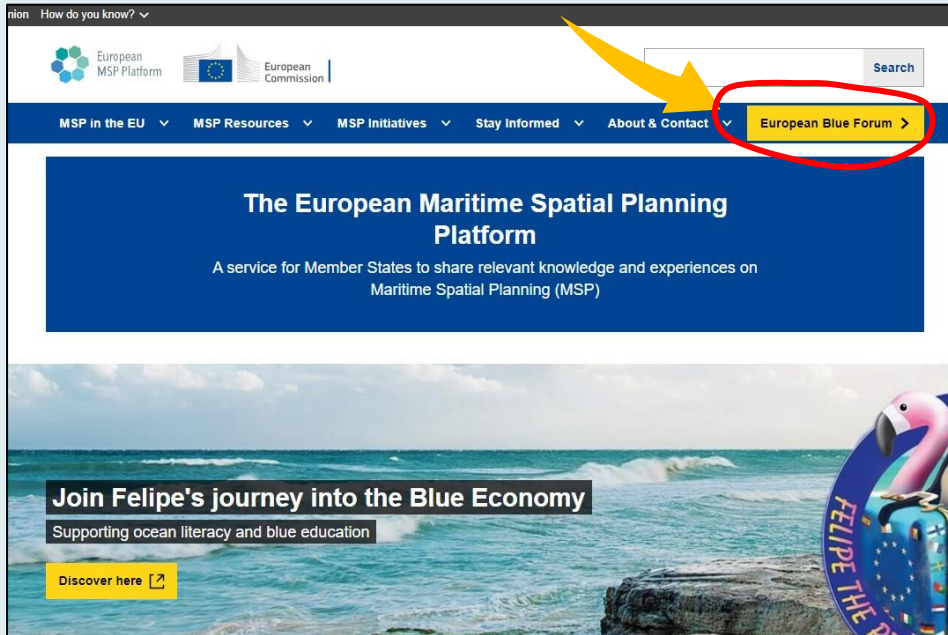 nion How do you know?
European
MSP Platform
European
Commission
Search
MSP in the EU MSP Resources MSP Initiatives Stay Informed About & Contact European Blue Forum
The European Maritime Spatial Planning
Platform
A service for Member States to share relevant knowledge and experiences on
Maritime Spatial Planning (MSP)
Join Felipe's journey into the Blue Economy
Supporting ocean literacy and blue education
Discover here
FELIPE THE